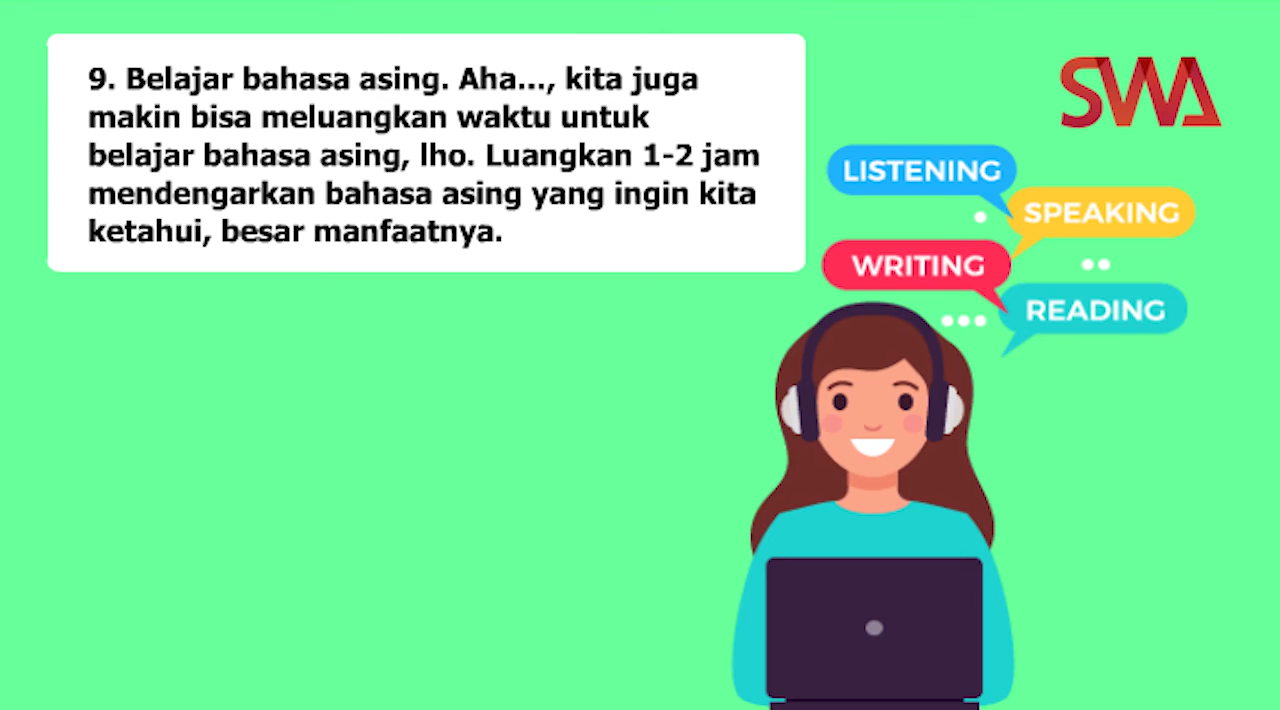 9. Belajar bahasa asing. Aha..., kita juga
makin bisa meluangkan waktu untuk
belajar bahasa asing, lho. Luangkan 1-2 jam
mendengarkan bahasa asing yang ingin kita
ketahui, besar manfaatnya.
SWA
LISTENING
SPEAKING
WRITING
READING